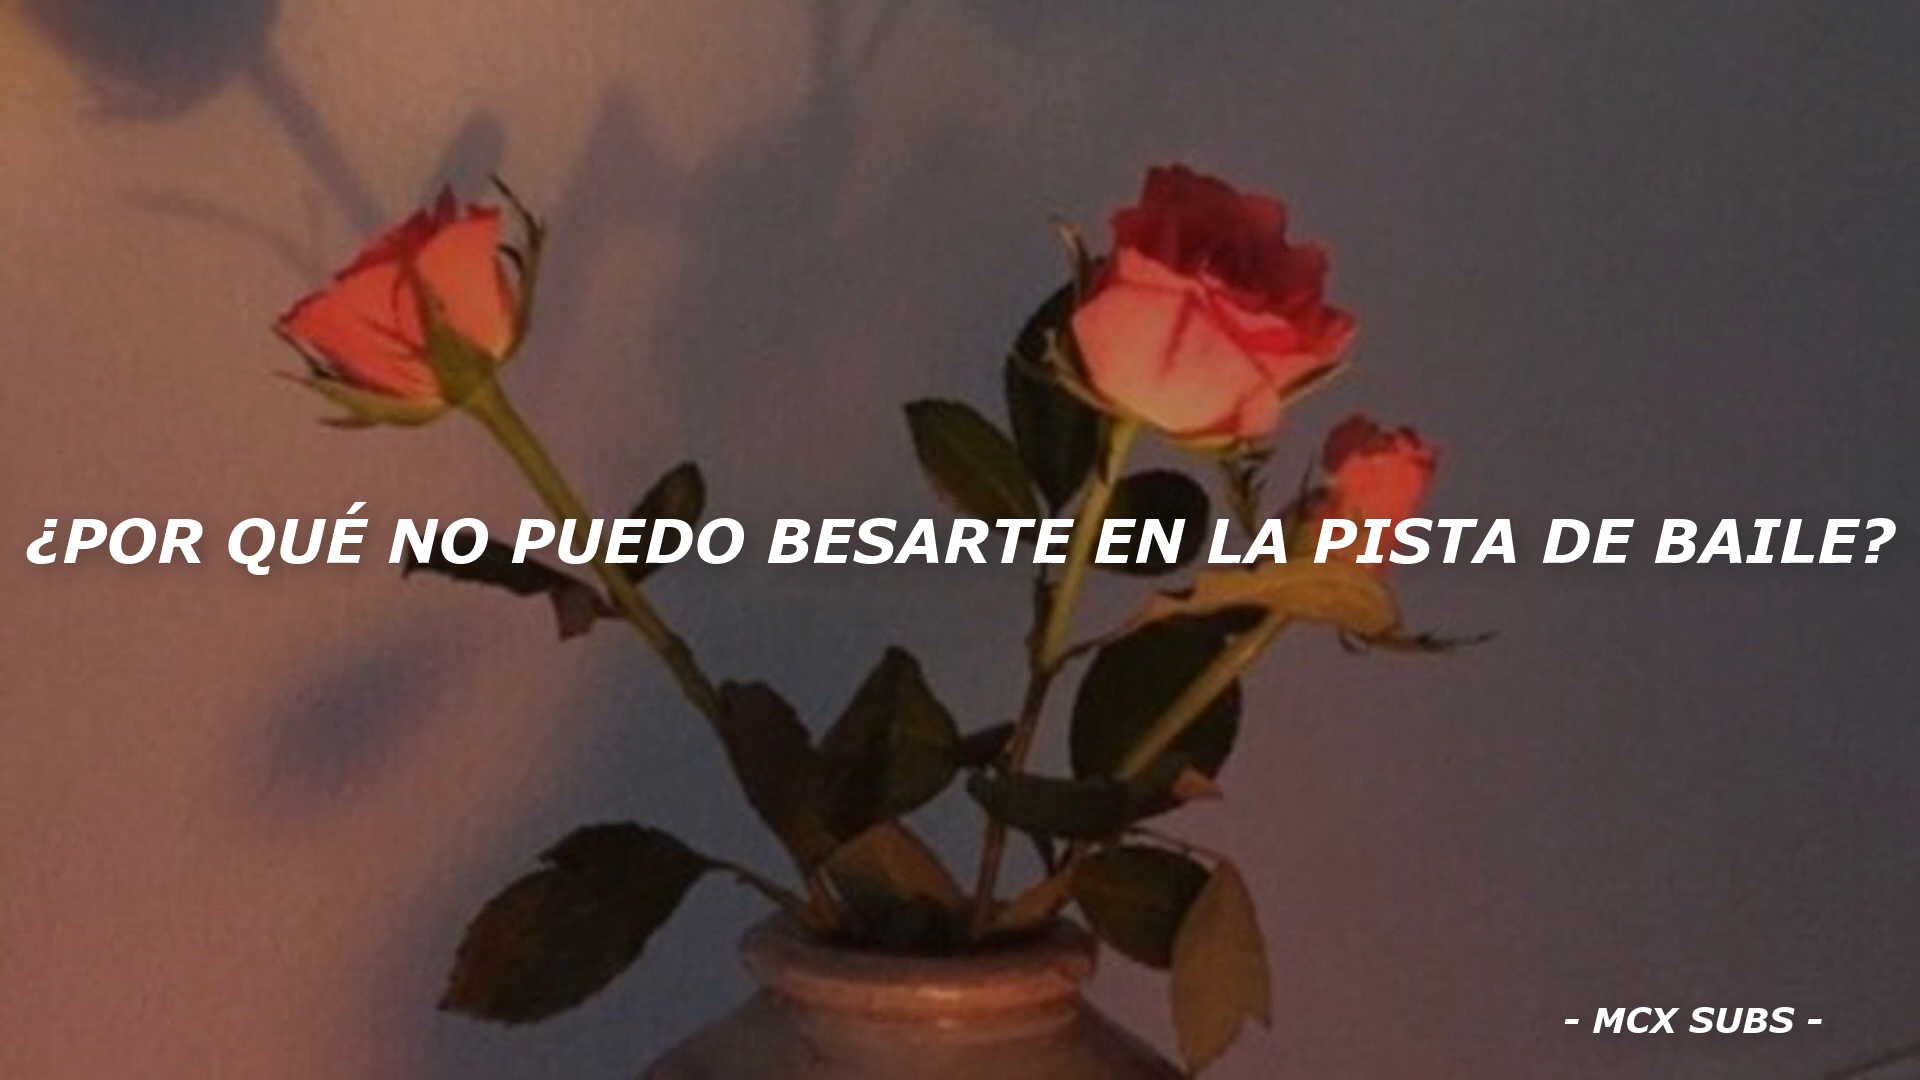 ¿POR QUÉ NO PUEDO BESARTE EN LA PISTA DE BAILE?
- MCX SUBS -